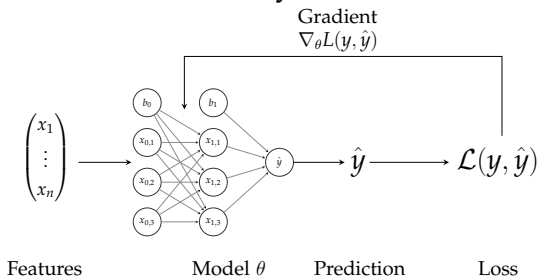 Gradient
∇θL(y, ŷ)
b0 b1
x1 x0,1 x1,1
⋮ ŷ ŷ ℒ(y, ŷ)
xn x0,2 x1,2
x0,3 x1,3
Features Model θ Prediction Loss